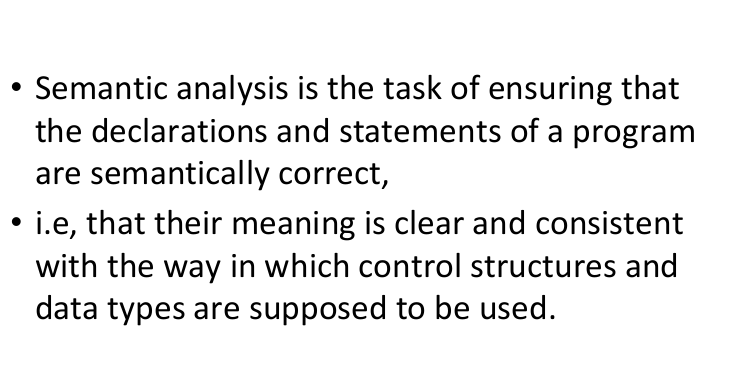 • Semantic analysis is the task of ensuring that
the declarations and statements of a program
are semantically correct,
• i.e, that their meaning is clear and consistent
with the way in which control structures and
data types are supposed to be used.